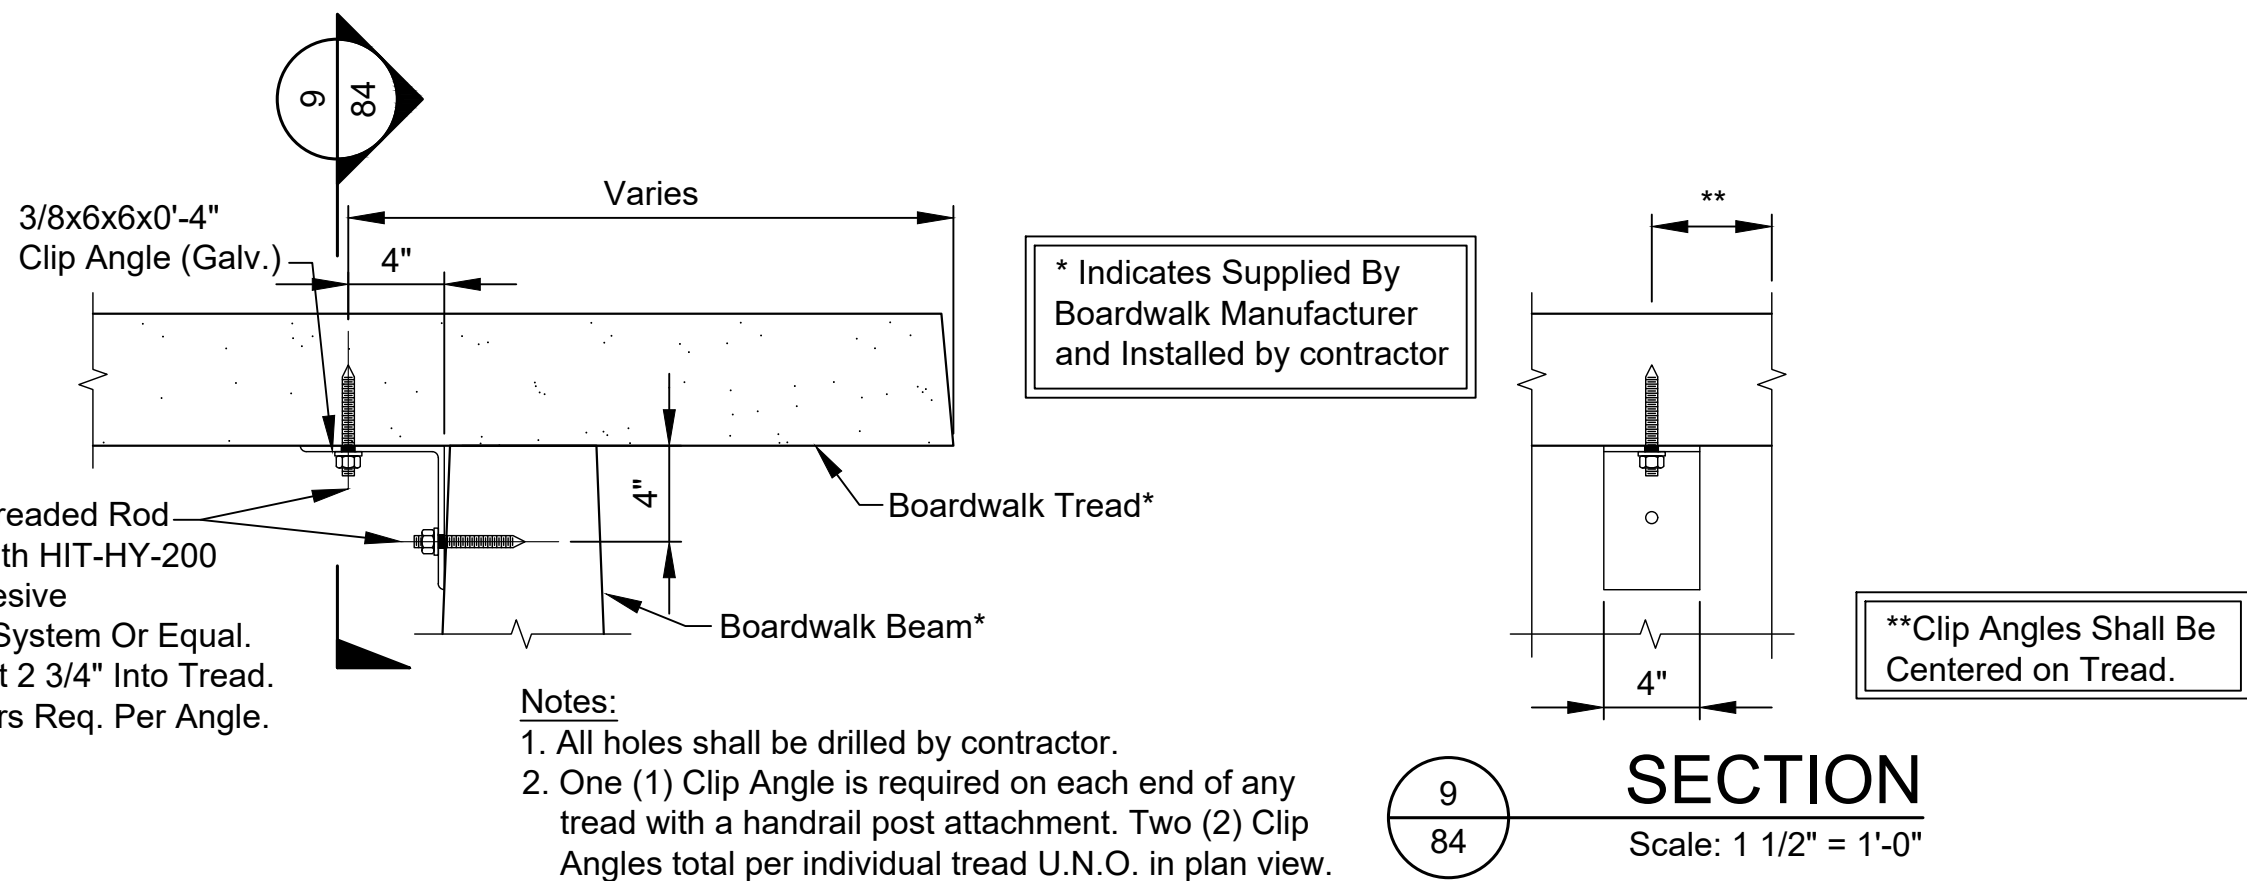 9
84
Varies
3/8x6x6x0'-4"
Clip Angle (Galv.)
4"
* Indicates Supplied By
Boardwalk Manufacturer
and Installed by contractor
**
4"
Boardwalk Tread*
Rod
HIT-HY-200
System Or Equal.
2 3/4" Into Tread.
Req. Per Angle.
Boardwalk Beam*
**Clip Angles Shall Be
Centered on Tread.
4"
Notes:
1. All holes shall be drilled by contractor.
2. One (1) Clip Angle is required on each end of any
tread with a handrail post attachment. Two (2) Clip
Angles total per individual tread U.N.O. in plan view.
9
84
SECTION
Scale: 1 1/2" = 1'-0"